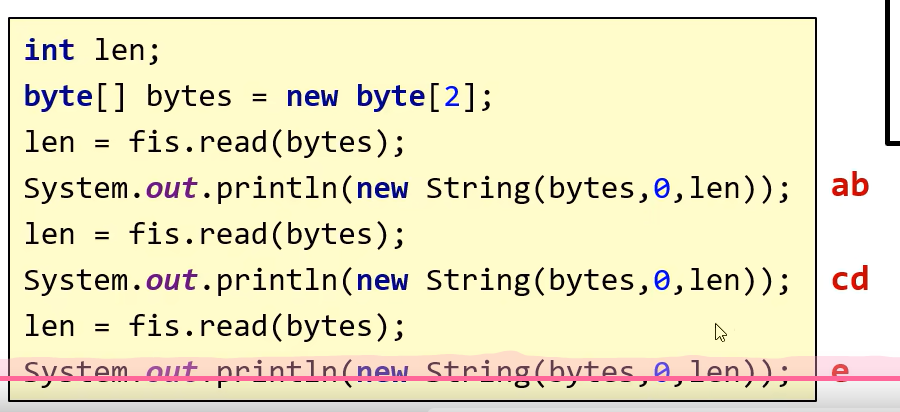 int len;
byte[] bytes = new byte[2];
len = fis.read(bytes);
System.out.println(new String(bytes,0,len)); ab
len = fis.read(bytes);
System.out.println(new String(bytes,0,len)); cd
len = fis.read(bytes);
System.out.println(new String(bytes,0,len)); e